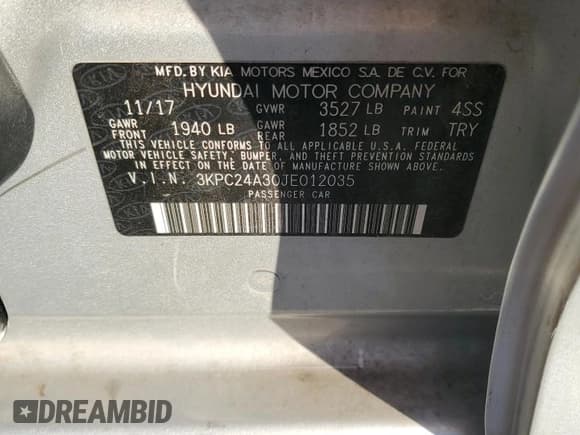 MFD. BY KIA MOTORS MEXICO S.A. DE C.V. FOR
HYUNDAI MOTOR COMPANY
11/17 GVWR 3527 LB PAINT 4SS
GAWR FRONT 1940 LB GAWR REAR 1852 LB TRIM TRY
THIS VEHICLE CONFORMS TO ALL APPLICABLE U.S.A. FEDERAL
MOTOR VEHICLE SAFETY, BUMPER, AND THEFT PREVENTION
STANDARDS IN EFFECT ON THE DATE OF MANUFACTURE SHOWN ABOVE.
V.I.N. 3KPC24A30JE012035
PASSENGER CAR
DREAMBID